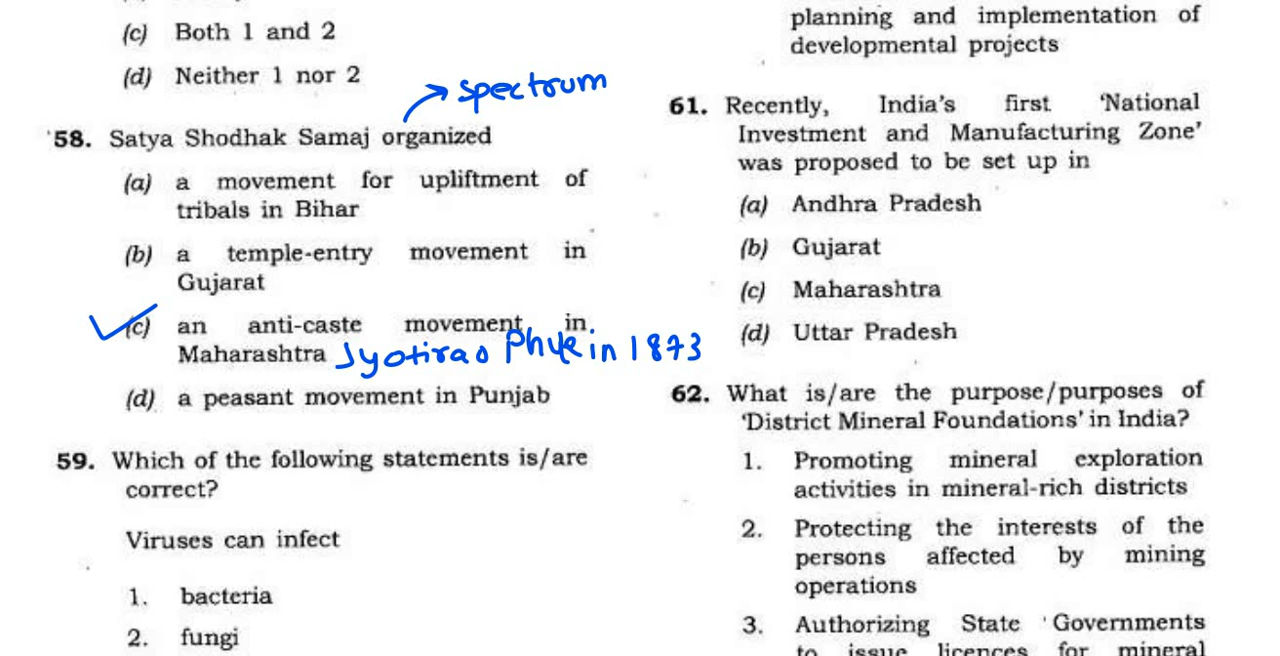 (c) Both 1 and 2
(d) Neither 1 nor 2
spectrum
58. Satya Shodhak Samaj organized
(a) a movement for upliftment of
tribals in Bihar
(b) a temple-entry movement in
Gujarat
(c) an anti-caste movement in
Maharashtra Jyotirao Phule in 1873
(d) a peasant movement in Punjab
59. Which of the following statements is/are
correct?
Viruses can infect
1. bacteria
2. fungi
planning and implementation of
developmental projects
61. Recently, India's first 'National
Investment and Manufacturing Zone'
was proposed to be set up in
(a) Andhra Pradesh
(b) Gujarat
(c) Maharashtra
(d) Uttar Pradesh
62. What is/are the purpose/purposes of
'District Mineral Foundations' in India?
1. Promoting mineral exploration
activities in mineral-rich districts
2. Protecting the interests of the
persons affected by mining
operations
3. Authorizing State Governments
to issue licences for mineral